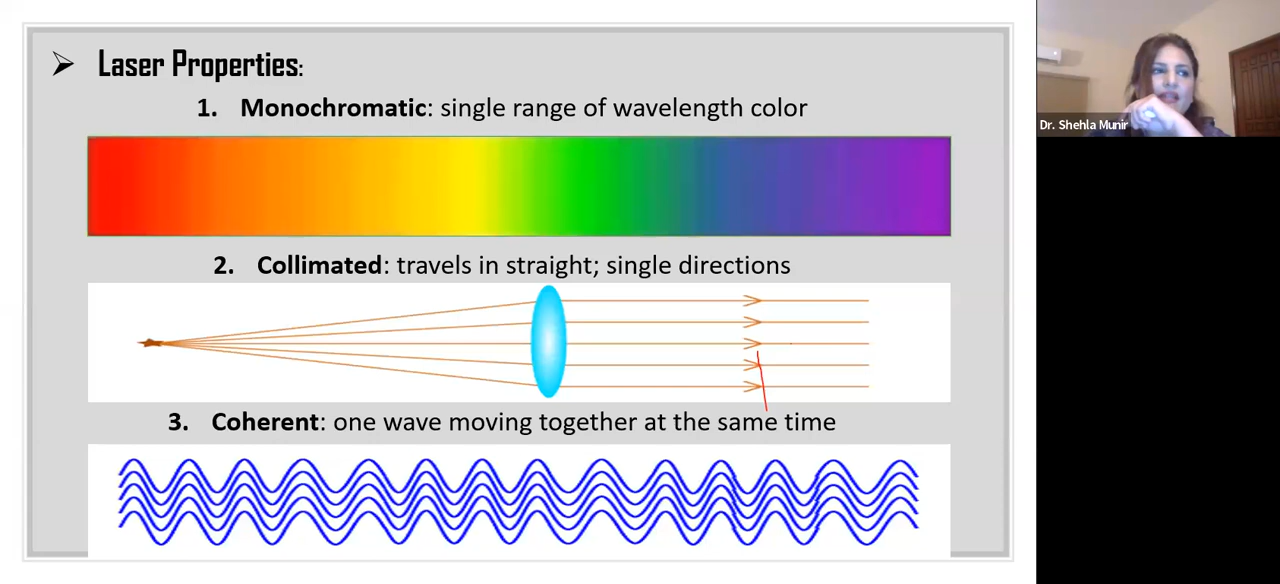 Laser Properties:
1. Monochromatic: single range of wavelength color
2. Collimated: travels in straight; single directions
3. Coherent: one wave moving together at the same time
Dr. Shehla Munir